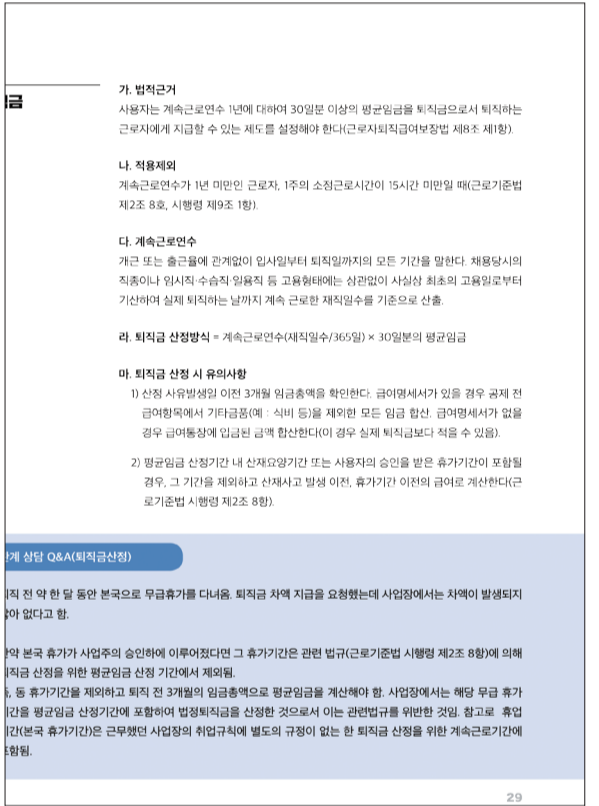 금
가. 법적근거
사용자는 계속근로연수 1년에 대하여 30일분 이상의 평균임금을 퇴직금으로서 퇴직하는
근로자에게 지급할 수 있는 제도를 설정해야 한다(근로자퇴직급여보장법 제8조 제1항).
나. 적용제외
계속근로연수가 1년 미만인 근로자, 1주의 소정근로시간이 15시간 미만일 때(근로기준법
제2조 8호, 시행령 제9조 1항).
다. 계속근로연수
개근 또는 출근율에 관계없이 입사일부터 퇴직일까지의 모든 기간을 말한다. 채용당시의
직종이나 임시직·수습직·일용직 등 고용형태에는 상관없이 사실상 최초의 고용일로부터
기산하여 실제 퇴직하는 날까지 계속 근로한 재직일수를 기준으로 산출.
라. 퇴직금 산정방식 = 계속근로연수(재직일수/365일) × 30일분의 평균임금
마. 퇴직금 산정 시 유의사항
1) 산정 사유발생일 이전 3개월 임금총액을 확인한다. 급여명세서가 있을 경우 공제 전
급여항목에서 기타금품(예 : 식비 등)을 제외한 모든 임금 합산. 급여명세서가 없을
경우 급여통장에 입금된 금액 합산한다(이 경우 실제 퇴직금보다 적을 수 있음).
2) 평균임금 산정기간 내 산재요양기간 또는 사용자의 승인을 받은 휴가기간이 포함될
경우, 그 기간을 제외하고 산재사고 발생 이전, 휴가기간 이전의 급여로 계산한다(근
로기준법 시행령 제2조 8항).
상담 Q&A(퇴직금산정)
전 약 한 달 동안 본국으로 무급휴가를 다녀옴. 퇴직금 차액 지급을 요청했는데 사업장에서는 차액이 발생되지
없다고 함.
본국 휴가가 사업주의 승인하에 이루어졌다면 그 휴가기간은 관련 법규(근로기준법 시행령 제2조 8항)에 의해
산정을 위한 평균임금 산정 기간에서 제외됨.
동 휴가기간을 제외하고 퇴직 전 3개월의 임금총액으로 평균임금을 계산해야 함. 사업장에서는 해당 무급 휴가
평균임금 산정기간에 포함하여 법정퇴직금을 산정한 것으로서 이는 관련법규를 위반한 것임. 참고로 휴업
휴가기간)은 근무했던 사업장의 취업규칙에 별도의 규정이 없는 한 퇴직금 산정을 위한 계속근로기간에
29